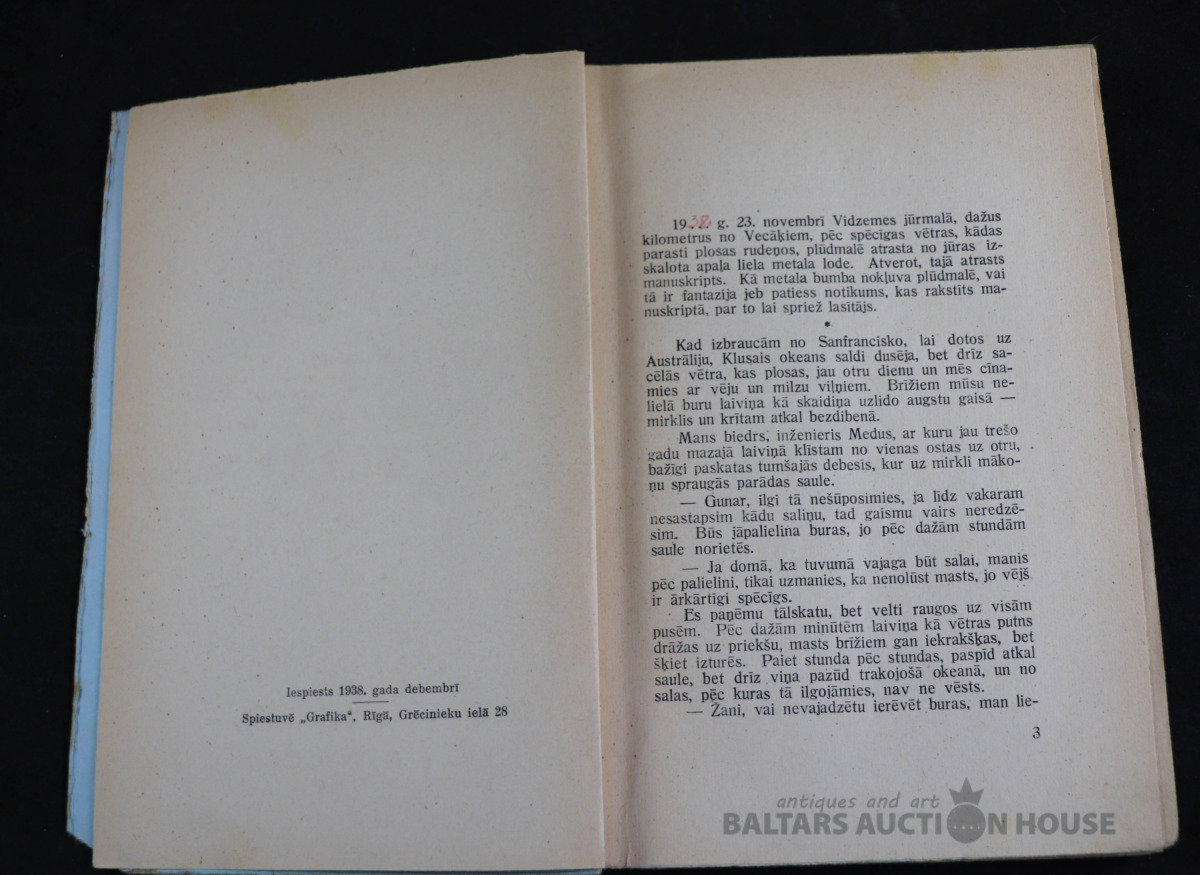 Iespiests 1938. gada debembrī
Spiestuvē „Grafika“, Rīgā, Grēcinieku ielā 28
1938. g. 23. novembrī Vidzemes jūrmalā, dažus
kilometrus no Vecāķiem, pēc spēcīgas vētras, kādas
parasti plosas rudeņos, plūdmalē atrasta no jūras iz-
skalota apaļa liela metala lode. Atverot, tajā atrasts
manuskripts. Kā metala bumba nokļuva plūdmalē, vai
tā ir fantazija jeb patiess notikums, kas rakstīts ma-
nuskriptā, par to lai spriež lasītājs.
*
Kad izbraucām no Sanfrancisko, lai dotos uz
Austrāliju, Klusais okeans saldi dusēja, bet drīz sa-
cēlās vētra, kas plosas, jau otru dienu un mēs cīna-
mies ar vēju un milzu viļņiem. Brīžiem mūsu ne-
lielā buru laiviņa kā skaidiņa uzlido augstu gaisā —
mirklis un krītam atkal bezdibenā.
Mans biedrs, inženieris Medus, ar kuru jau trešo
gadu mazajā laiviņā klīstam no vienas ostas uz otru,
bažīgi paskatas tumšajās debesīs, kur uz mirkli māko-
ņu spraugās parādas saule.
— Gunar, ilgi tā nešūposimies, ja līdz vakaram
nesastapsim kādu saliņu, tad gaismu vairs neredzē-
sim. Būs jāpalielina buras, jo pēc dažām stundām
saule norietēs.
— Ja domā, ka tuvumā vajaga būt salai, manis
pēc palielini, tikai uzmanies, ka nenolūst masts, jo vējš
ir ārkārtīgi spēcīgs.
Es paņēmu tālskatu, bet velti raugos uz visām
pusēm. Pēc dažām minūtēm laiviņa kā vētras putns
drāžas uz priekšu, masts brīžiem gan iekrakšķas, bet
šķiet izturēs. Paiet stunda pēc stundas, paspīd atkal
saule, bet drīz viņa pazūd trakojošā okeanā, un no
salas, pēc kuras tā ilgojāmies, nav ne vēsts.
— Žani, vai nevajadzētu ierēvēt buras, man lie-
3
antiques and art
BALTARS AUCTION HOUSE